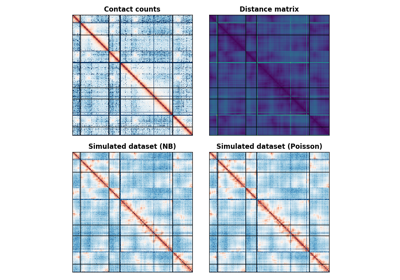 Contact counts
Distance matrix
Simulated dataset (NB)
Simulated dataset (Poisson)